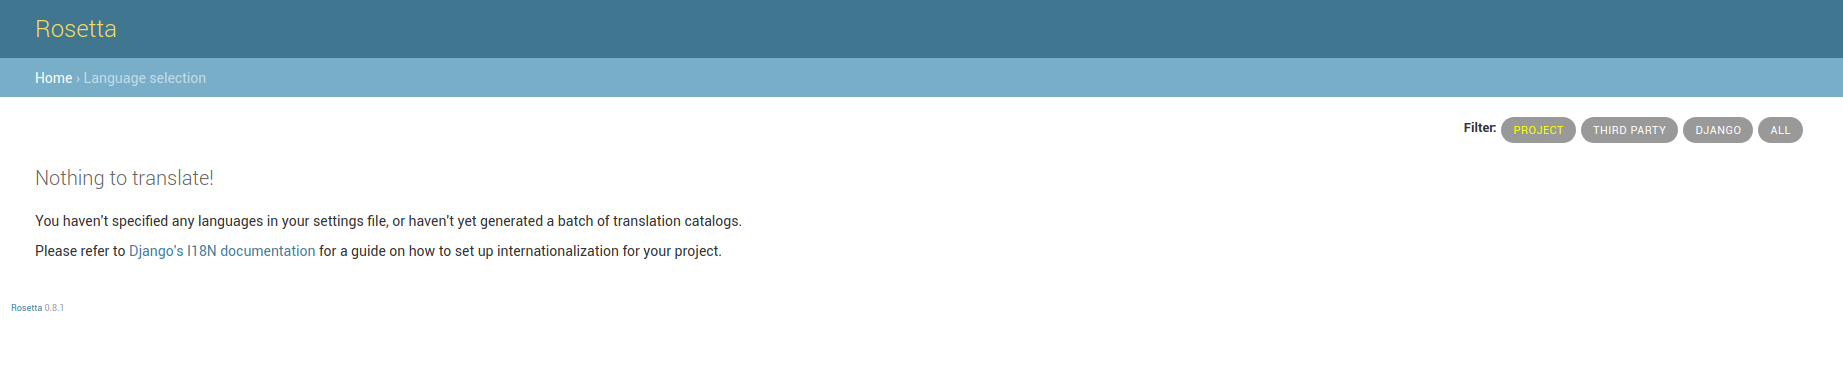 Rosetta
Home › Language selection
Filter: PROJECT THIRD PARTY DJANGO ALL
Nothing to translate!
You haven't specified any languages in your settings file, or haven't yet generated a batch of translation catalogs.
Please refer to Django's I18N documentation for a guide on how to set up internationalization for your project.
Rosetta 0.8.1